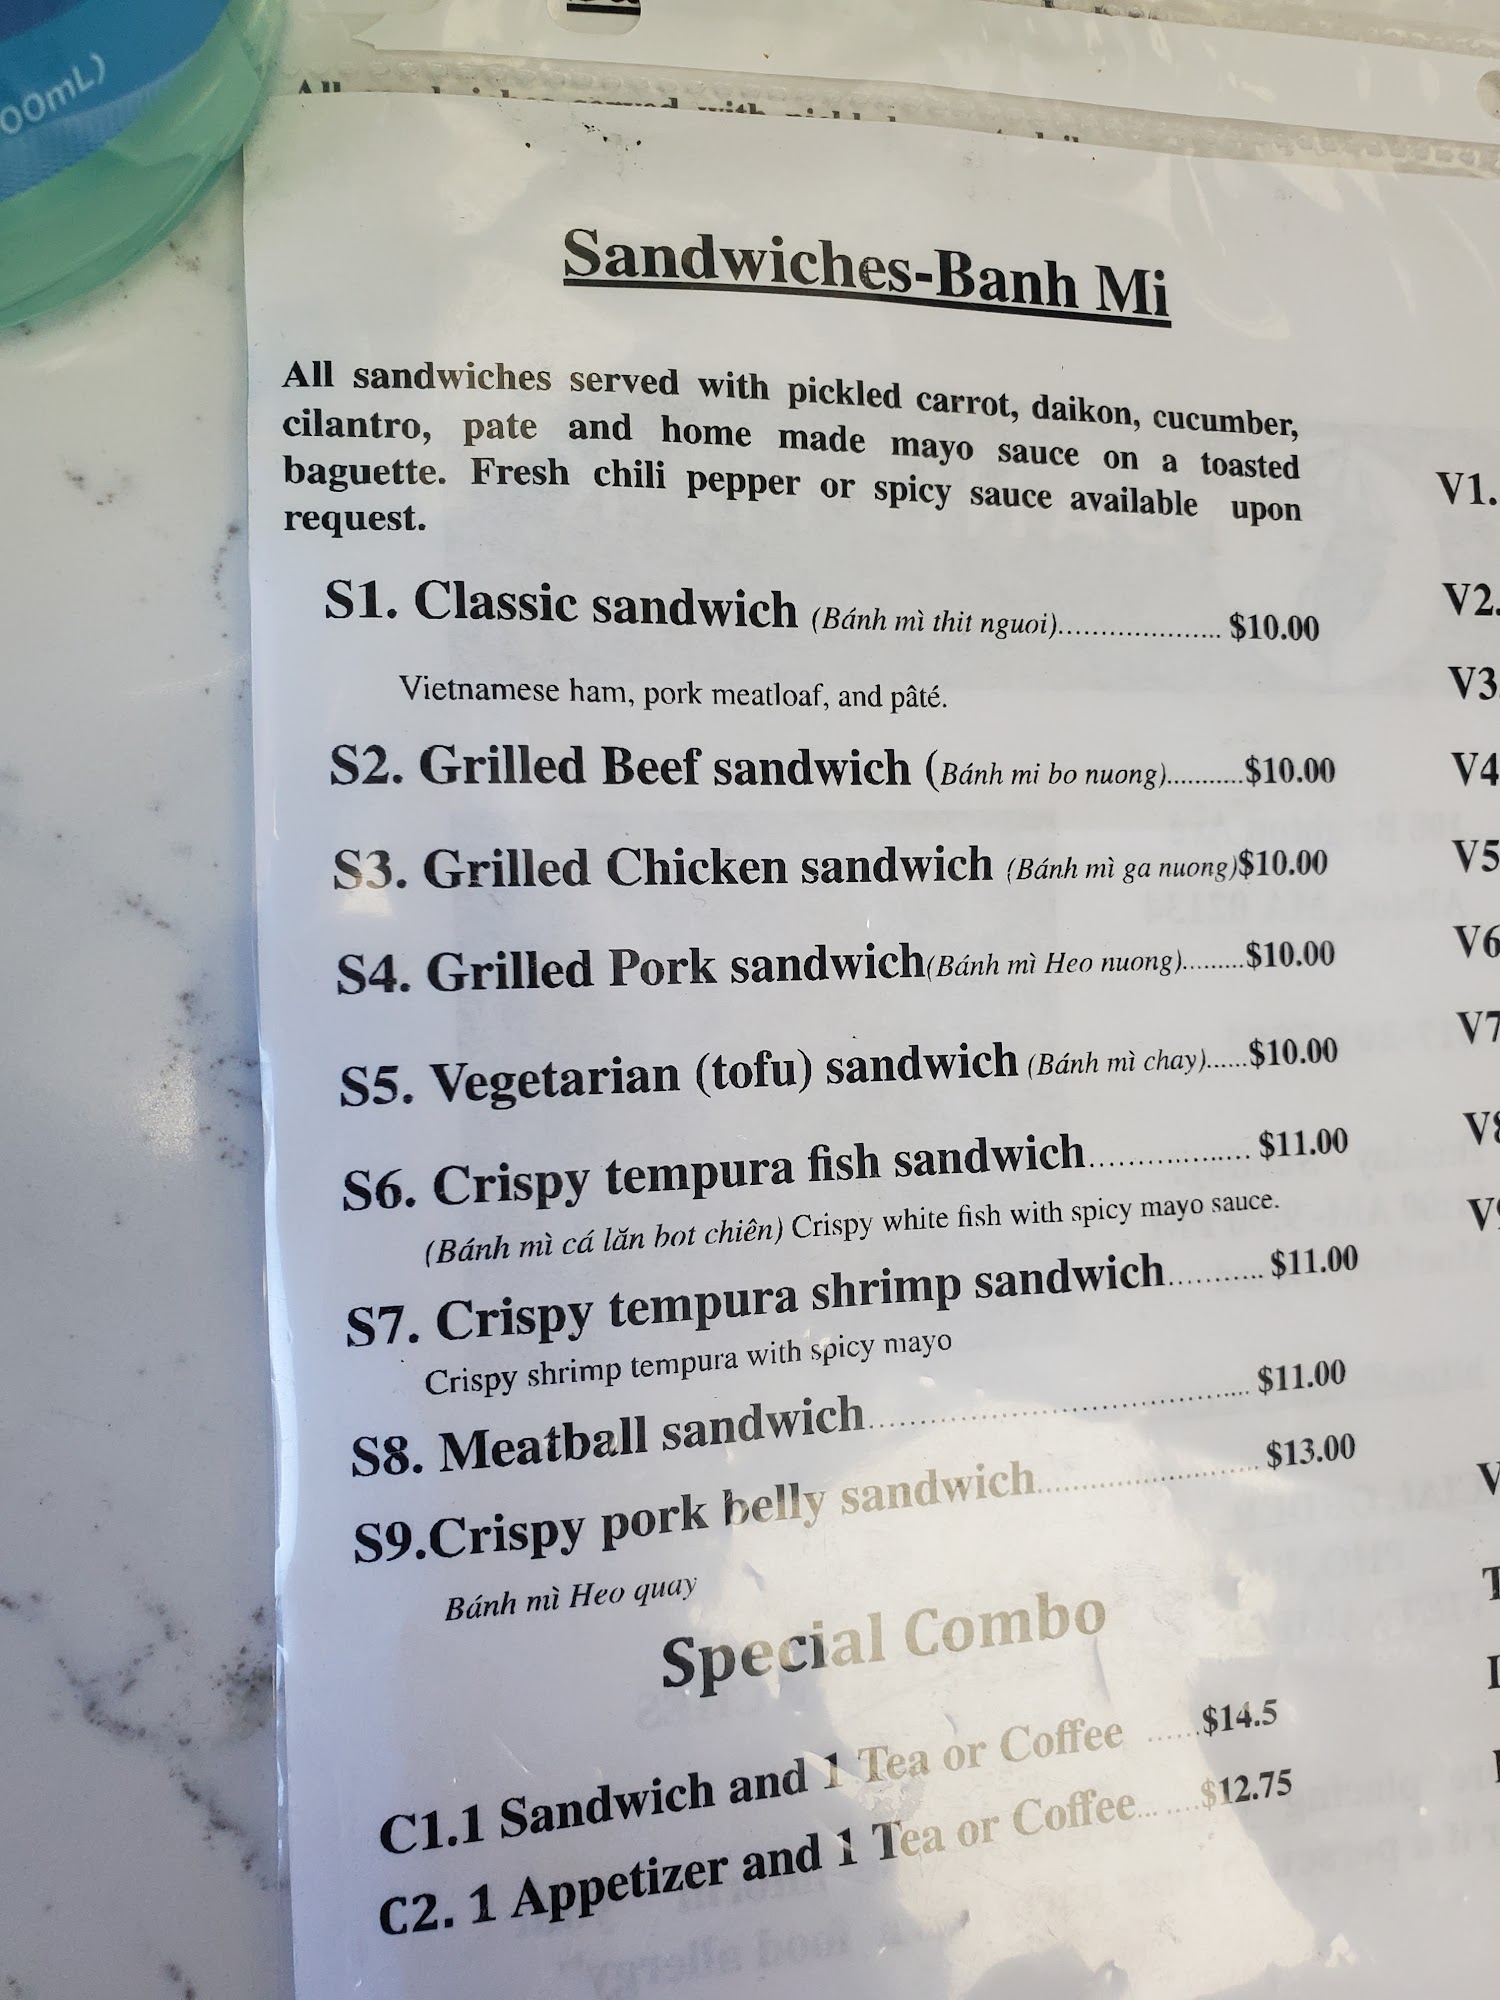 00mL)
Sandwiches-Banh Mi
All sandwiches served with pickled carrot, daikon, cucumber,
cilantro, pate and home made mayo sauce on a toasted
baguette. Fresh chili pepper or spicy sauce available upon
request.
S1. Classic sandwich (Bánh mì thit nguoi)..................... $10.00
Vietnamese ham, pork meatloaf, and pâté.
S2. Grilled Beef sandwich (Bánh mi bo nuong)...........$10.00
S3. Grilled Chicken sandwich (Bánh mì ga nuong)$10.00
S4. Grilled Pork sandwich(Bánh mì Heo nuong).........$10.00
S5. Vegetarian (tofu) sandwich (Bánh mì chay)......$10.00
S6. Crispy tempura fish sandwich.................. $11.00
(Bánh mì cá lăn bot chiên) Crispy white fish with spicy mayo sauce.
S7. Crispy tempura shrimp sandwich........... $11.00
Crispy shrimp tempura with spicy mayo
S8. Meatball sandwich.......................................... $11.00
S9.Crispy pork belly sandwich......................... $13.00
Bánh mì Heo quay
Special Combo
C1.1 Sandwich and 1 Tea or Coffee ......$14.5
C2. 1 Appetizer and 1 Tea or Coffee... ....$12.75
V1.
V2.
V3.
V4
V5
V6
V7
V8